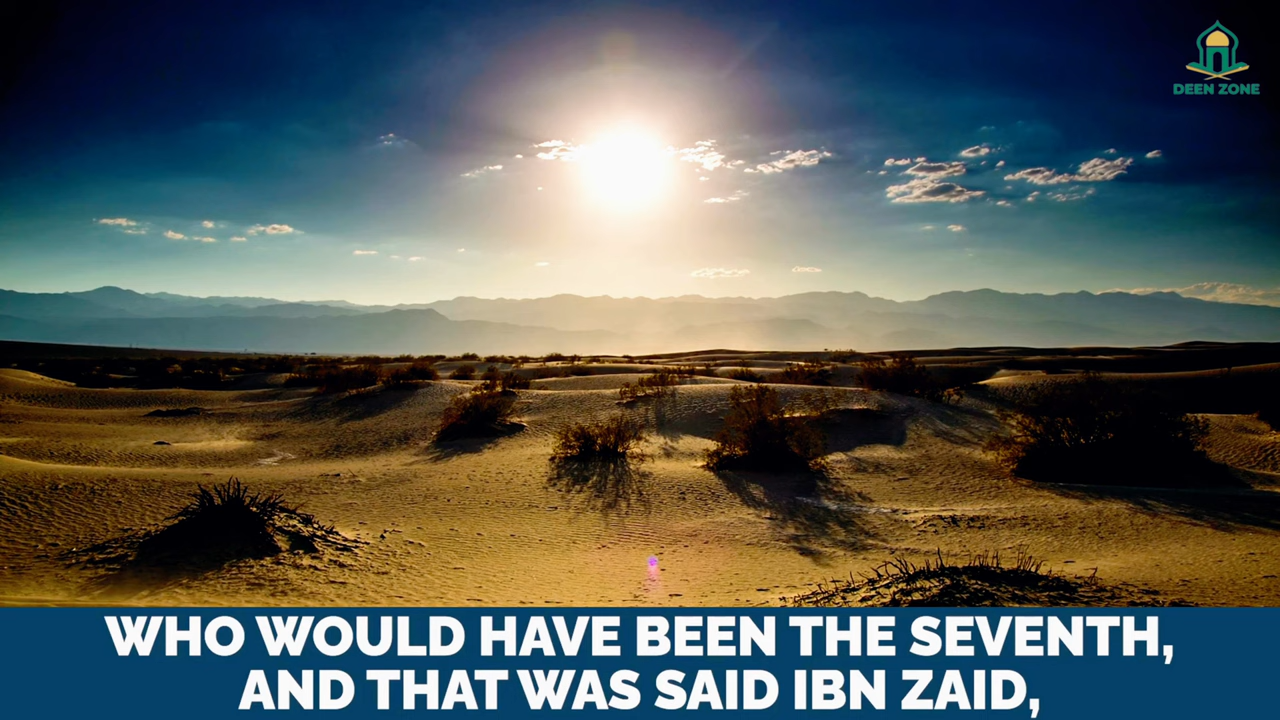 DEEN ZONE
WHO WOULD HAVE BEEN THE SEVENTH,
AND THAT WAS SAID IBN ZAID,